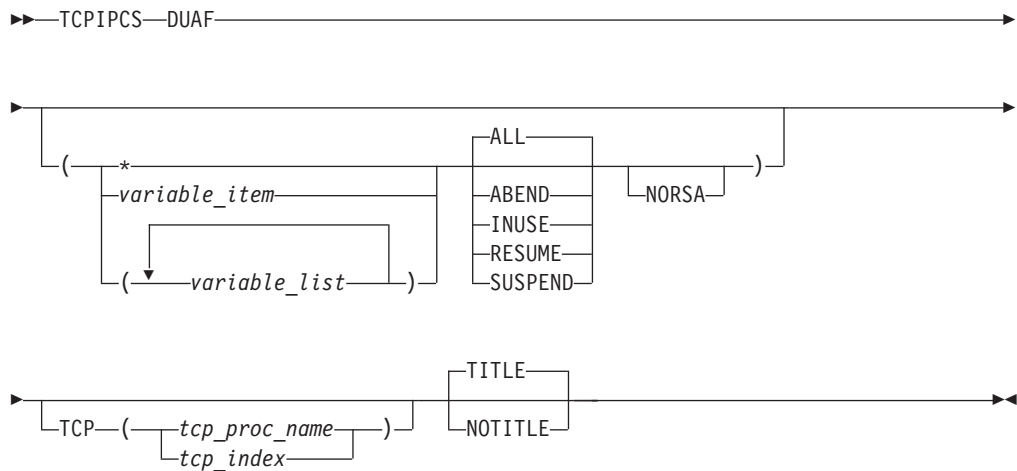 TCPIPCS DUAF
ALL
( * )
variable_item ABEND NORSA
INUSE
RESUME
( variable_list ) SUSPEND
TITLE
TCP ( tcp_proc_name ) NOTITLE
tcp_index